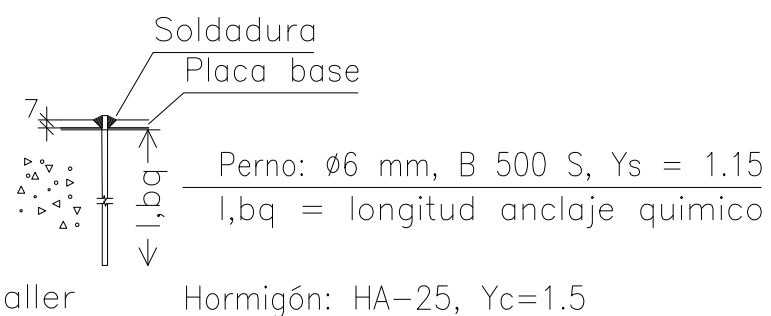 Soldadura
Placa base
7
l,bq
Perno: ø6 mm, B 500 S, Ys = 1.15
l,bq = longitud anclaje quimico
aller
Hormigón: HA-25, Yc=1.5